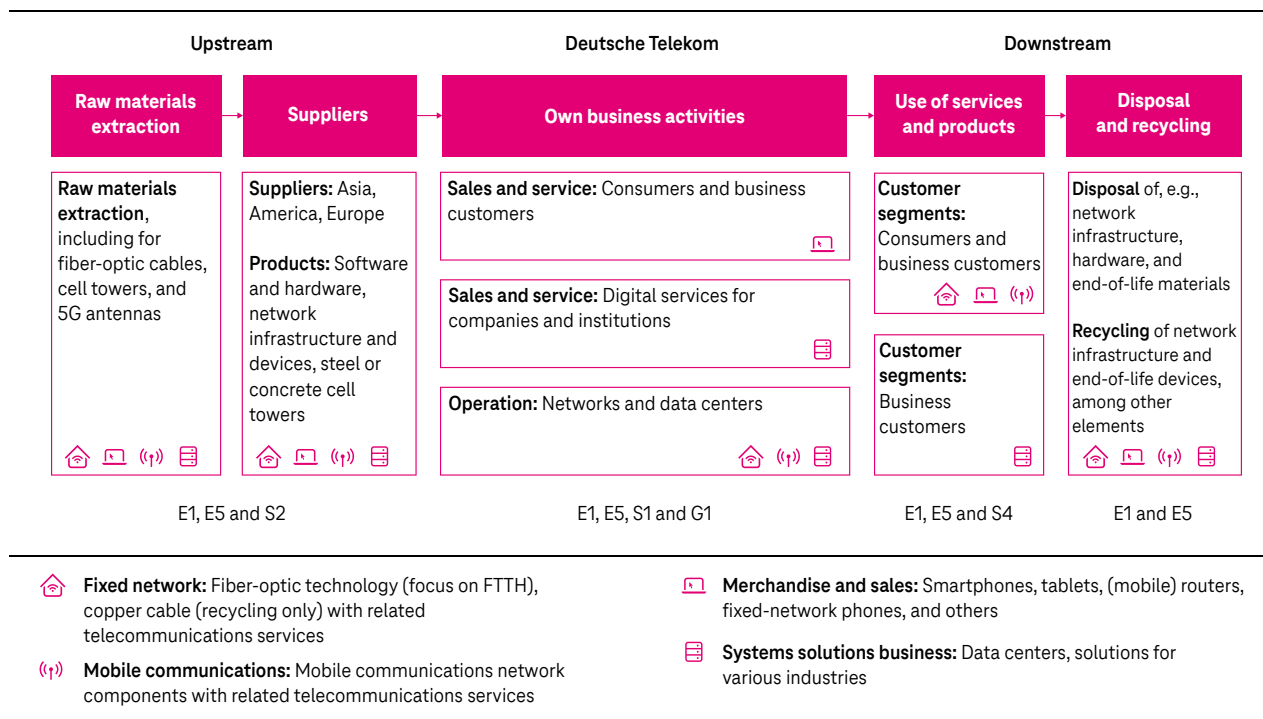 Upstream
Deutsche Telekom
Downstream
Raw materials
extraction
Suppliers
Own business activities
Use of services
and products
Disposal
and recycling
Raw materials
extraction,
including for
fiber-optic cables,
cell towers, and
5G antennas
Suppliers: Asia,
America, Europe
Products: Software
and hardware,
network
infrastructure and
devices, steel or
concrete cell
towers
Sales and service: Consumers and business
customers
Sales and service: Digital services for
companies and institutions
Operation: Networks and data centers
Customer
segments:
Consumers and
business customers
Customer
segments:
Business
customers
Disposal of, e.g.,
network
infrastructure,
hardware, and
end-of-life materials
Recycling of network
infrastructure and
end-of-life devices,
among other
elements
E1, E5 and S2
E1, E5, S1 and G1
E1, E5 and S4
E1 and E5
Fixed network: Fiber-optic technology (focus on FTTH),
copper cable (recycling only) with related
telecommunications services
Mobile communications: Mobile communications network
components with related telecommunications services
Merchandise and sales: Smartphones, tablets, (mobile) routers,
fixed-network phones, and others
Systems solutions business: Data centers, solutions for
various industries